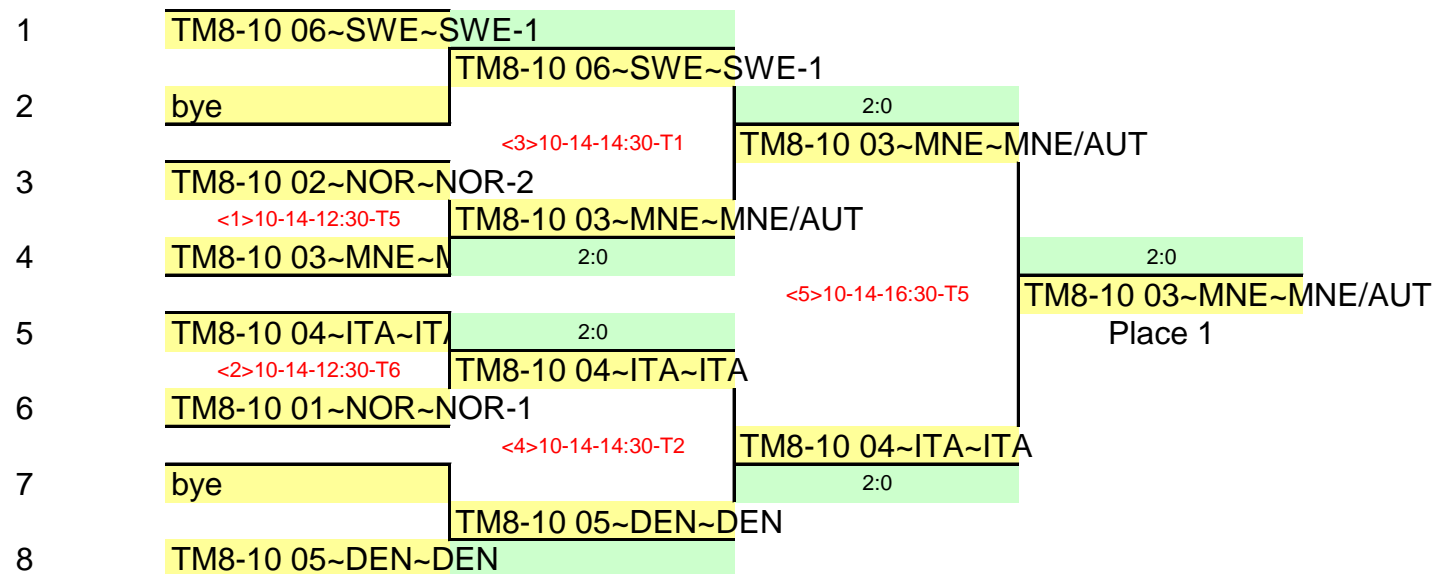 1 TM8-10 06~SWE~SWE-1
TM8-10 06~SWE~SWE-1
2 bye 2:0
<3>10-14-14:30-T1 TM8-10 03~MNE~MNE/AUT
3 TM8-10 02~NOR~NOR-2
<1>10-14-12:30-T5 TM8-10 03~MNE~MNE/AUT
4 TM8-10 03~MNE~M 2:0 2:0
<5>10-14-16:30-T5 TM8-10 03~MNE~MNE/AUT
5 TM8-10 04~ITA~ITA 2:0 Place 1
<2>10-14-12:30-T6 TM8-10 04~ITA~ITA
6 TM8-10 01~NOR~NOR-1
<4>10-14-14:30-T2 TM8-10 04~ITA~ITA
7 bye 2:0
TM8-10 05~DEN~DEN
8 TM8-10 05~DEN~DEN